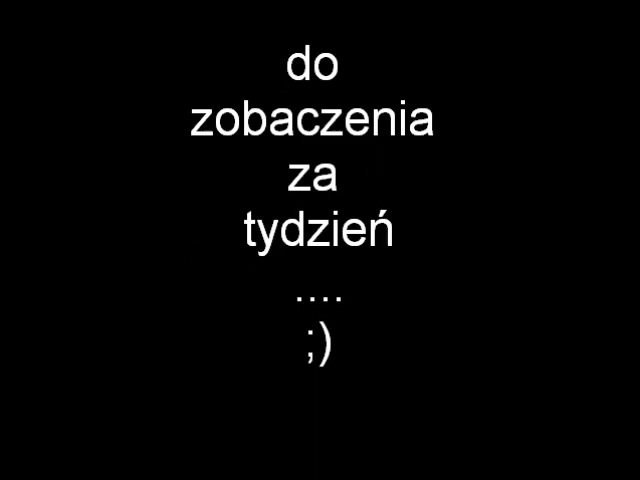 do
zobaczenia
za
tydzień
....
;)